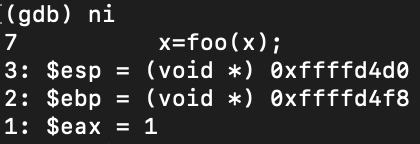 (gdb) ni
7 x=foo(x);
3: $esp = (void *) 0xffffd4d0
2: $ebp = (void *) 0xffffd4f8
1: $eax = 1